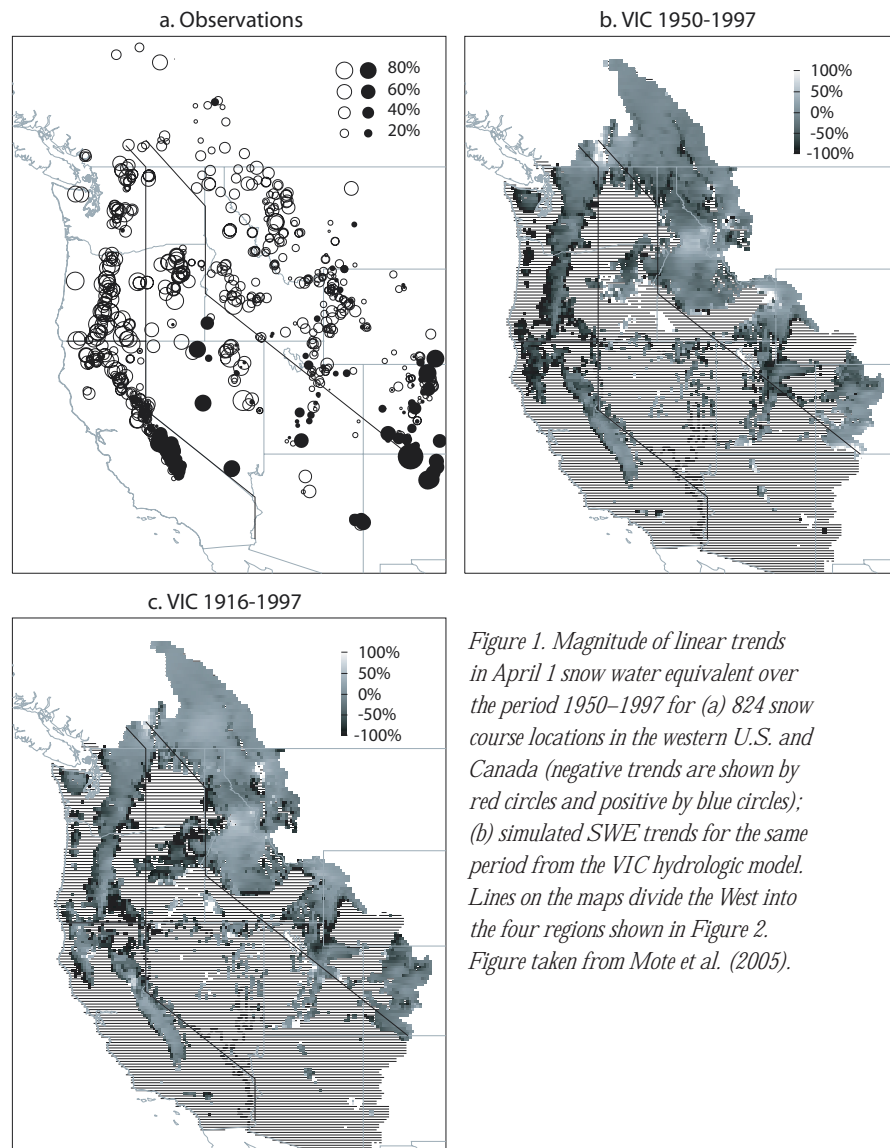 a. Observations
80%
60%
40%
20%
b. VIC 1950-1997
100%
50%
0%
-50%
-100%
c. VIC 1916-1997
100%
50%
0%
-50%
-100%
Figure 1. Magnitude of linear trends
in April 1 snow water equivalent over
the period 1950–1997 for (a) 824 snow
course locations in the western U.S. and
Canada (negative trends are shown by
red circles and positive by blue circles);
(b) simulated SWE trends for the same
period from the VIC hydrologic model.
Lines on the maps divide the West into
the four regions shown in Figure 2.
Figure taken from Mote et al. (2005).